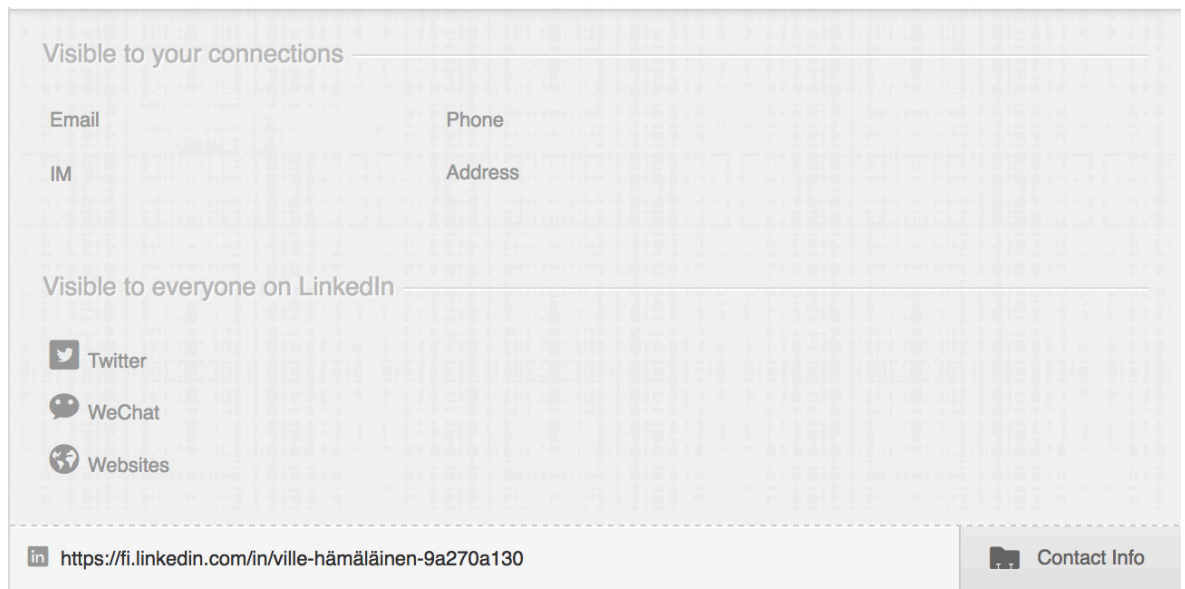 Visible to your connections
Email
Phone
IM
Address
Visible to everyone on LinkedIn
Twitter
WeChat
Websites
in https://fi.linkedin.com/in/ville-hämäläinen-9a270a130
Contact Info